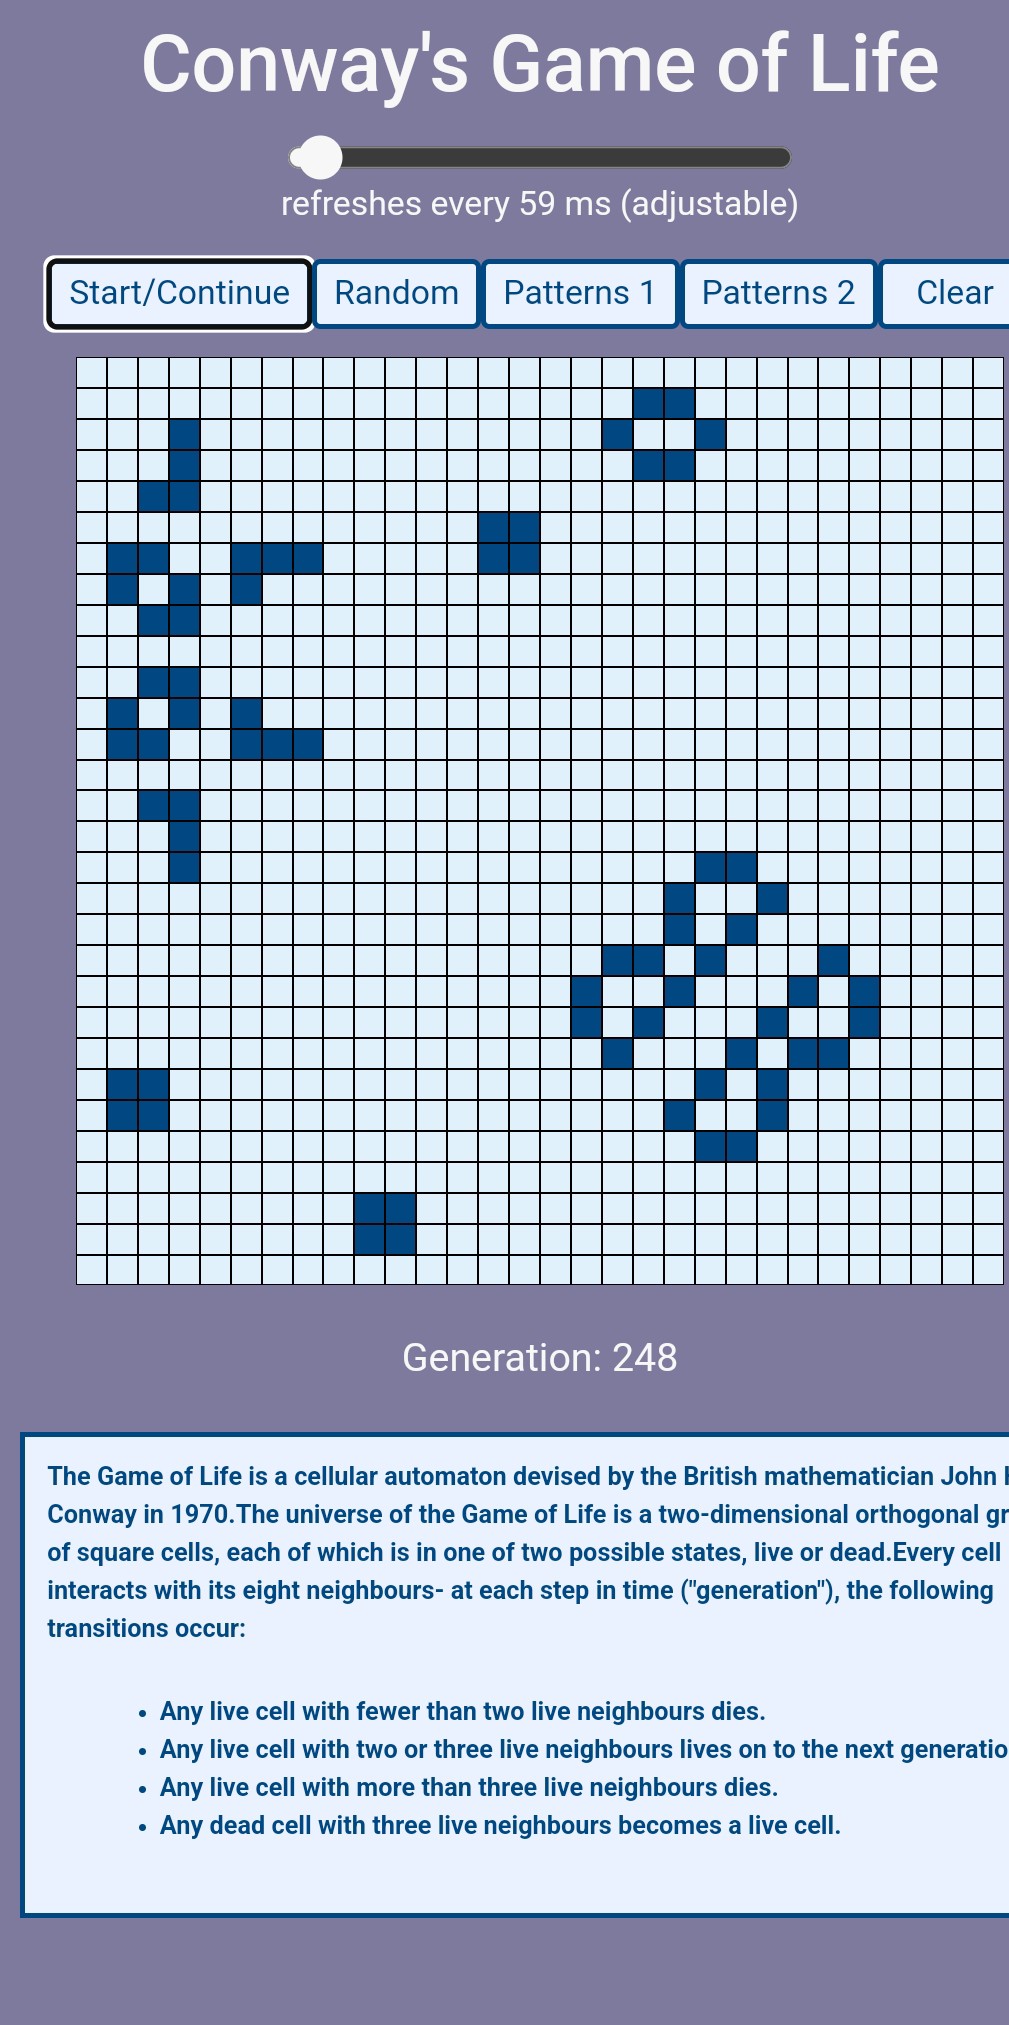 Conway's Game of Life
refreshes every 59 ms (adjustable)
Start/Continue Random Patterns 1 Patterns 2 Clear
Generation: 248
The Game of Life is a cellular automaton devised by the British mathematician John
Conway in 1970.The universe of the Game of Life is a two-dimensional orthogonal
of square cells, each of which is in one of two possible states, live or dead.Every cell
interacts with its eight neighbours- at each step in time ("generation"), the following
transitions occur:
• Any live cell with fewer than two live neighbours dies.
• Any live cell with two or three live neighbours lives on to the next generatio
• Any live cell with more than three live neighbours dies.
• Any dead cell with three live neighbours becomes a live cell.